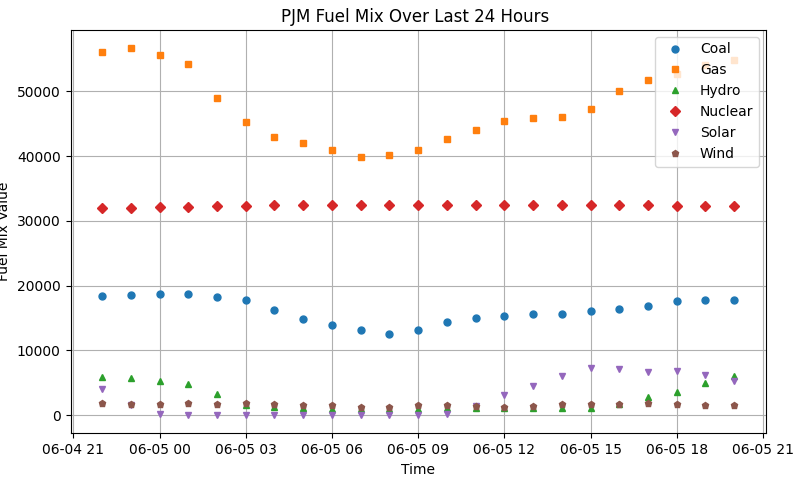 PJM Fuel Mix Over Last 24 Hours
Coal
Gas
Hydro
Nuclear
Solar
Wind
Fuel Mix Value
50000
40000
30000
20000
10000
0
06-04 21
06-05 00
06-05 03
06-05 06
06-05 09
06-05 12
06-05 15
06-05 18
06-05 21
Time